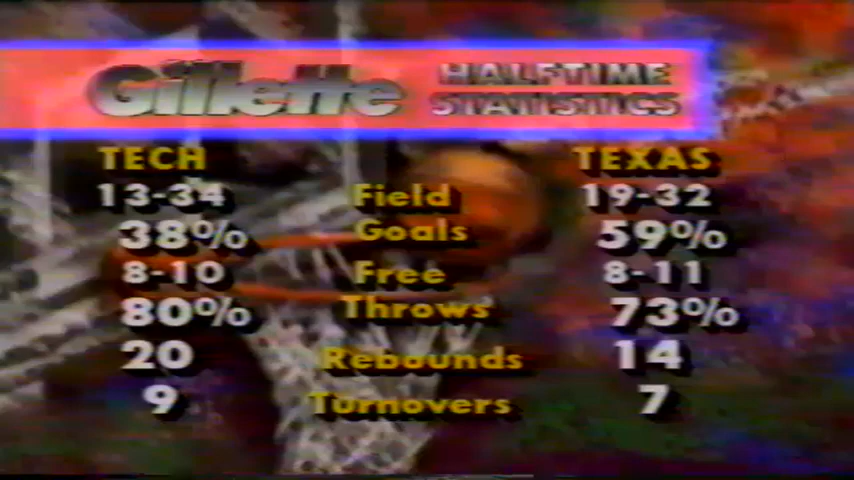 Gillette HALFTIME STATISTICS
TECH TEXAS
13-34 Field 19-32
38% Goals 59%
8-10 Free 8-11
80% Throws 73%
20 Rebounds 14
9 Turnovers 7